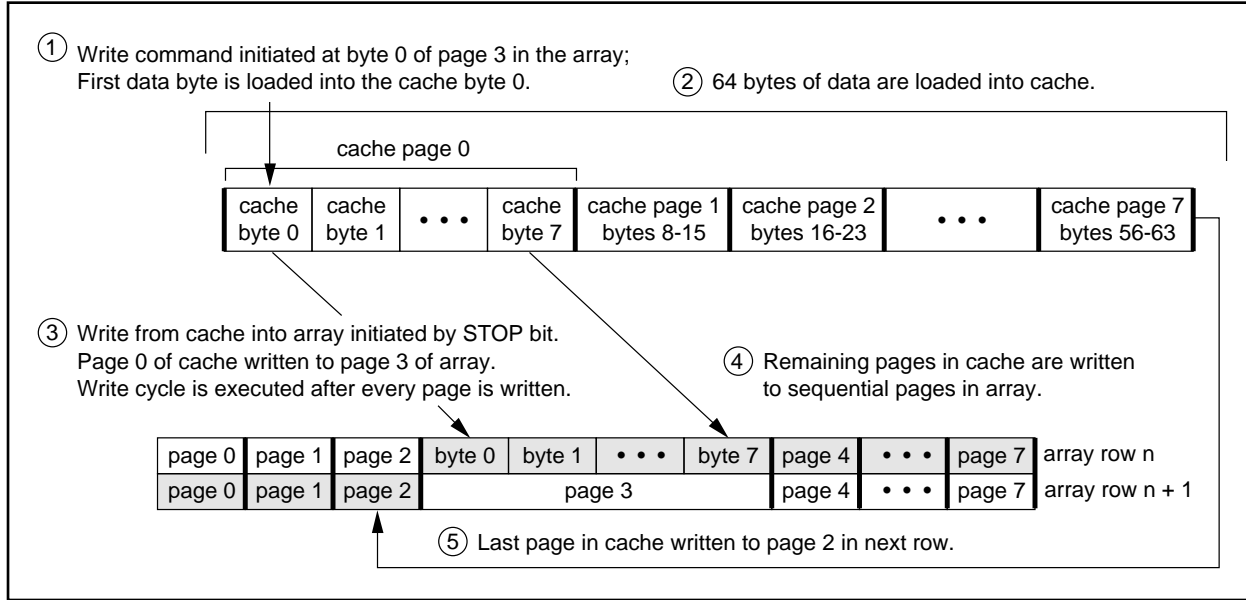 1 Write command initiated at byte 0 of page 3 in the array;
First data byte is loaded into the cache byte 0.
2 64 bytes of data are loaded into cache.
cache page 0
cache byte 0 cache byte 1 • • • cache byte 7 cache page 1 bytes 8-15 cache page 2 bytes 16-23 • • • cache page 7 bytes 56-63
3 Write from cache into array initiated by STOP bit.
Page 0 of cache written to page 3 of array.
Write cycle is executed after every page is written.
4 Remaining pages in cache are written
to sequential pages in array.
page 0 page 1 page 2 byte 0 byte 1 • • • byte 7 page 4 • • • page 7 array row n
page 0 page 1 page 2 page 3 page 4 • • • page 7 array row n + 1
5 Last page in cache written to page 2 in next row.